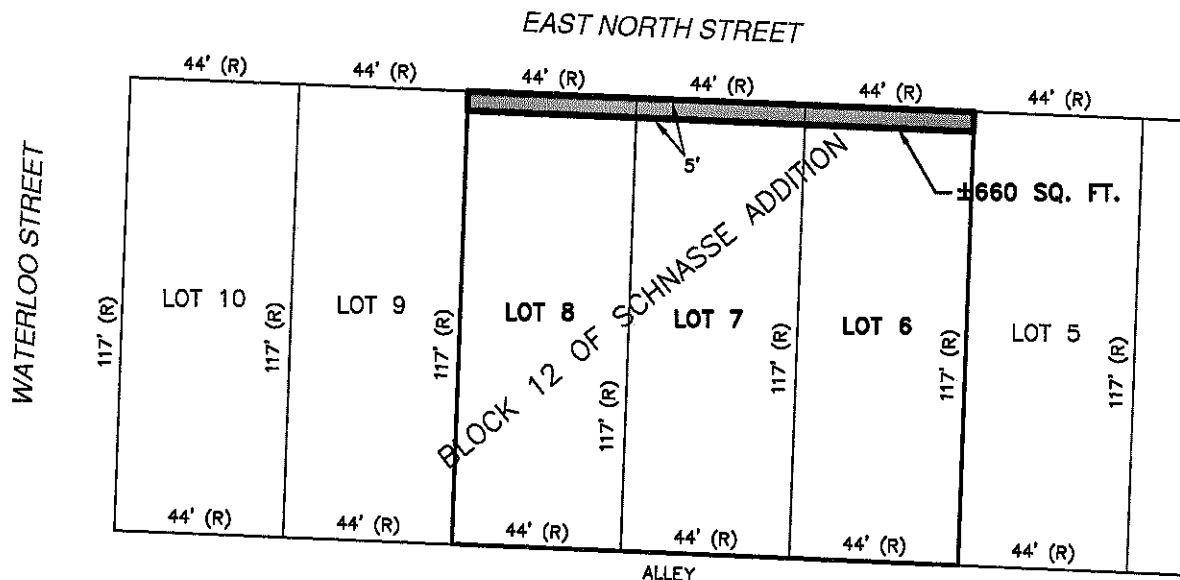 EAST NORTH STREET
44' (R) 44' (R) 44' (R) 44' (R) 44' (R) 44' (R)
5'
±660 SQ. FT.
WATERLOO STREET
LOT 10 LOT 9 LOT 8 LOT 7 LOT 6 LOT 5
117' (R) 117' (R) 117' (R) 117' (R) 117' (R) 117' (R) 117' (R)
BLOCK 12 OF SCHNASSE ADDITION
44' (R) 44' (R) 44' (R) 44' (R) 44' (R) 44' (R)
ALLEY